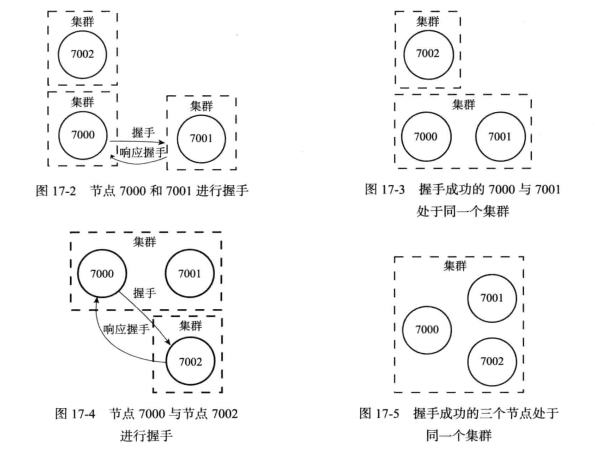 集群
7002
集群
7000
握手
响应握手
集群
7001
图 17-2 节点 7000 和 7001 进行握手
集群
7002
集群
7000
7001
图 17-3 握手成功的 7000 与 7001
处于同一个集群
集群
7000
7001
握手
响应握手
集群
7002
图 17-4 节点 7000 与节点 7002
进行握手
集群
7000
7001
7002
图 17-5 握手成功的三个节点处于
同一个集群